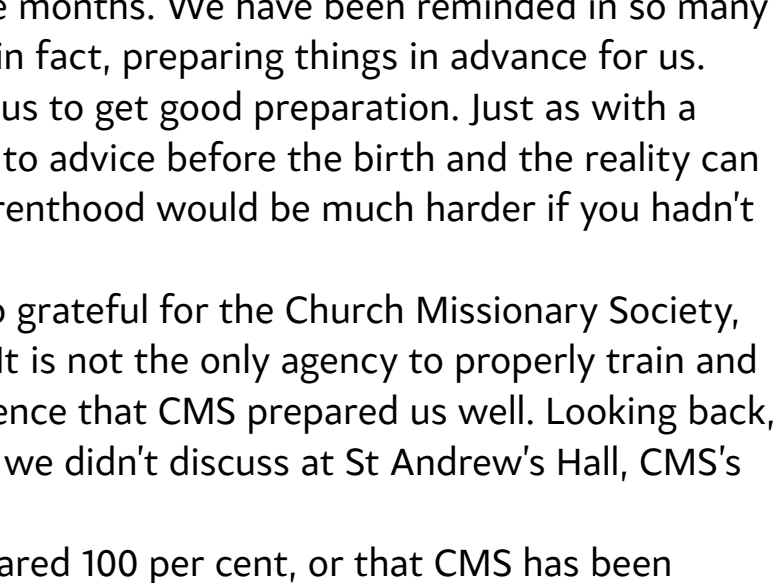 months. We have been reminded in so many
in fact, preparing things in advance for us.
us to get good preparation. Just as with a
to advice before the birth and the reality can
renthood would be much harder if you hadn't
grateful for the Church Missionary Society,
It is not the only agency to properly train and
ence that CMS prepared us well. Looking back,
we didn't discuss at St Andrew's Hall, CMS's
ared 100 per cent, or that CMS has been